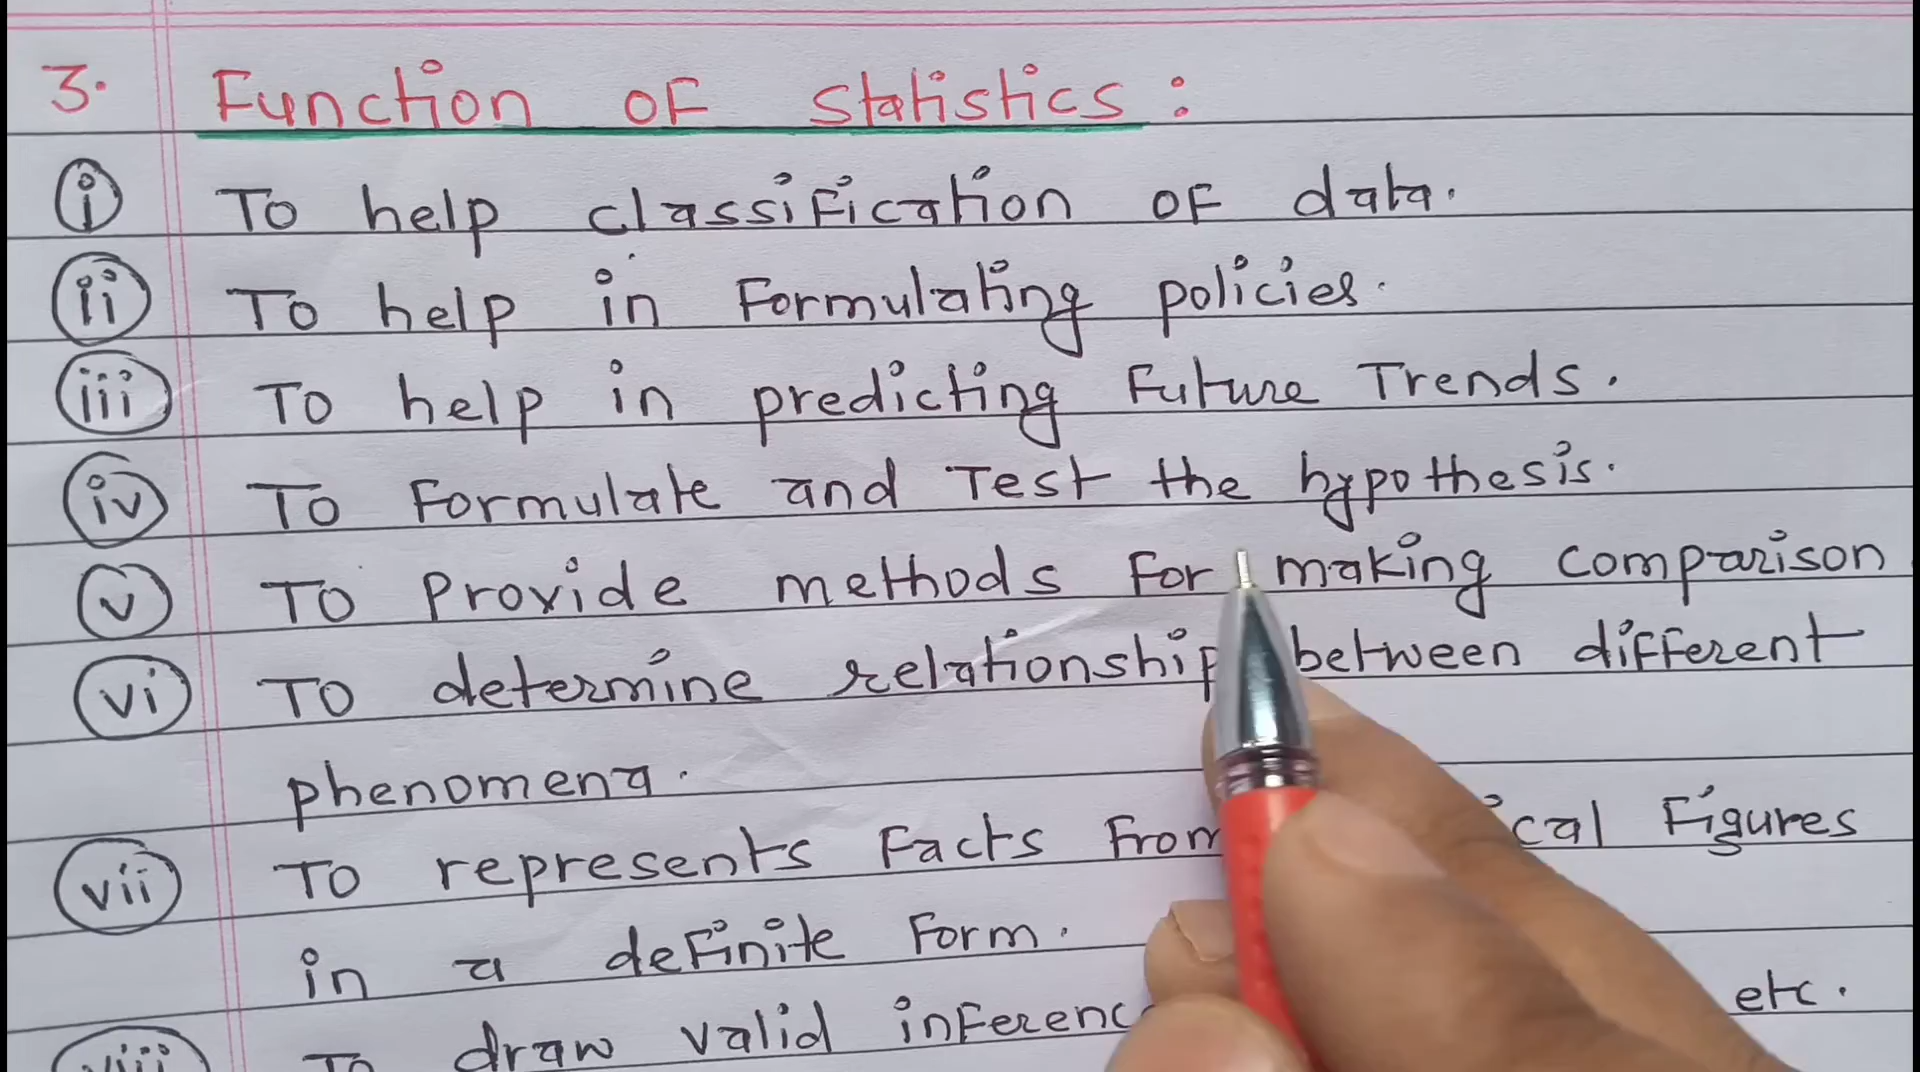 3. Function of Statistics :
i To help classification of data.
ii To help in formulating policies.
iii To help in predicting Future Trends.
iv To Formulate and Test the hypothesis.
v To Provide methods for making comparison
vi To determine relationship between different
phenomena.
vii To represents Facts From Figures
in a definite form.
viii To draw valid etc.